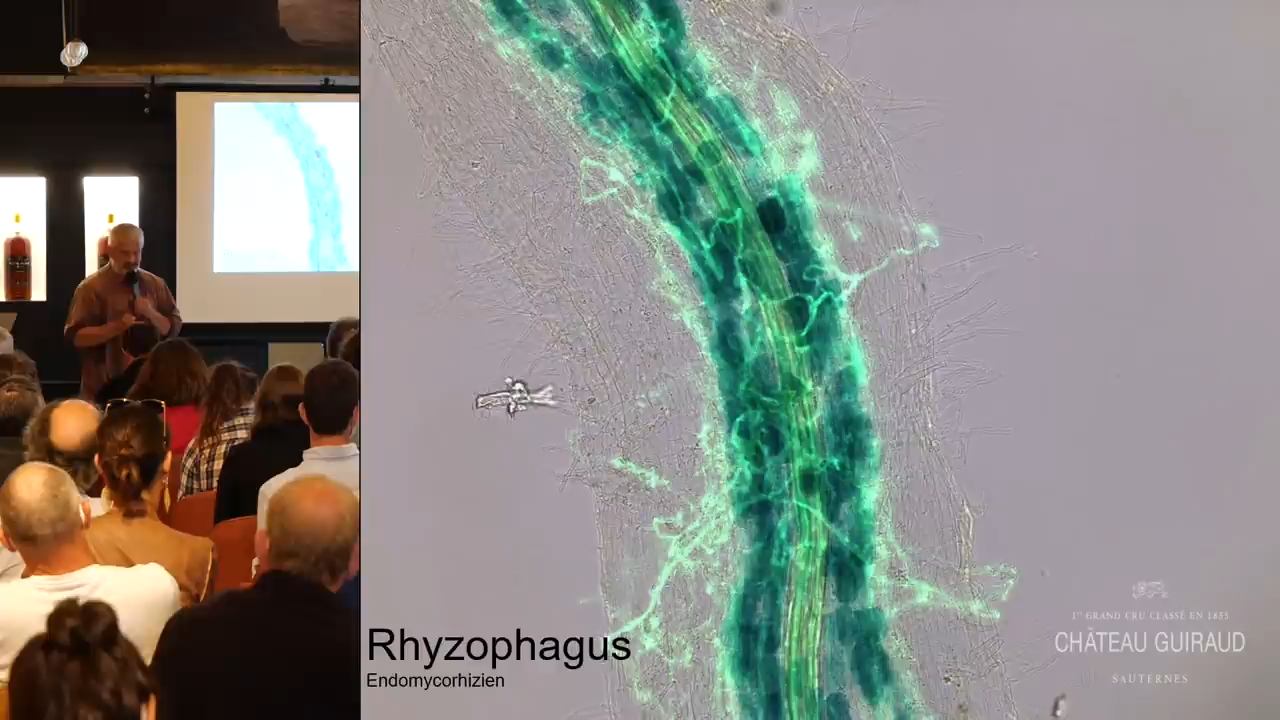 Rhyzophagus
Endomycorhizien
1ER GRAND CRU CLASSÉ EN 1855
CHÂTEAU GUIRAUD
SAUTERNES